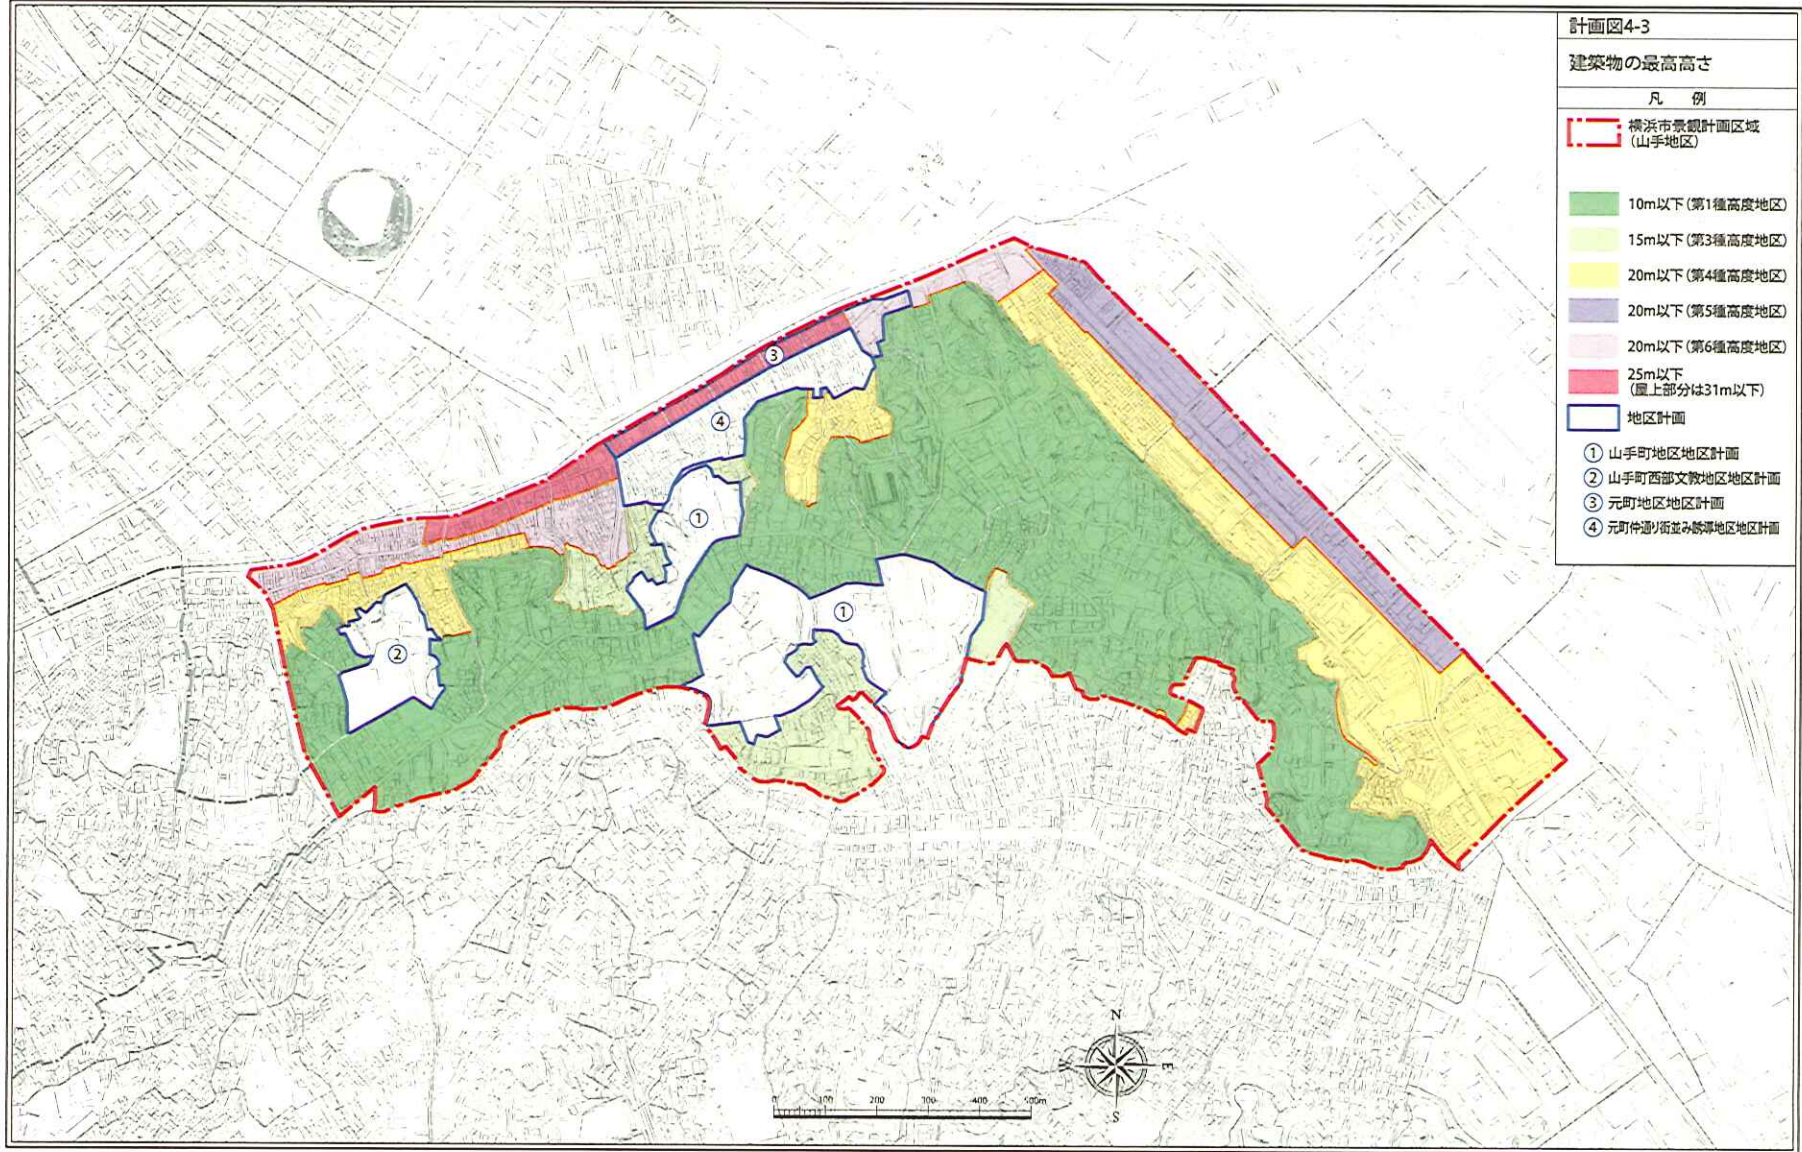 計画図4-3
建築物の最高高さ
凡 例
横浜市景観計画区域
(山手地区)
10m以下(第1種高度地区)
15m以下(第3種高度地区)
20m以下(第4種高度地区)
20m以下(第5種高度地区)
20m以下(第6種高度地区)
25m以下
(屋上部分は31m以下)
地区計画
① 山手町地区地区計画
② 山手町西部文教地区地区計画
③ 元町地区地区計画
④ 元町仲通り街並み誘導地区地区計画
③
④
①
①
②
N
W
E
S
0 100 200 300 400 500m